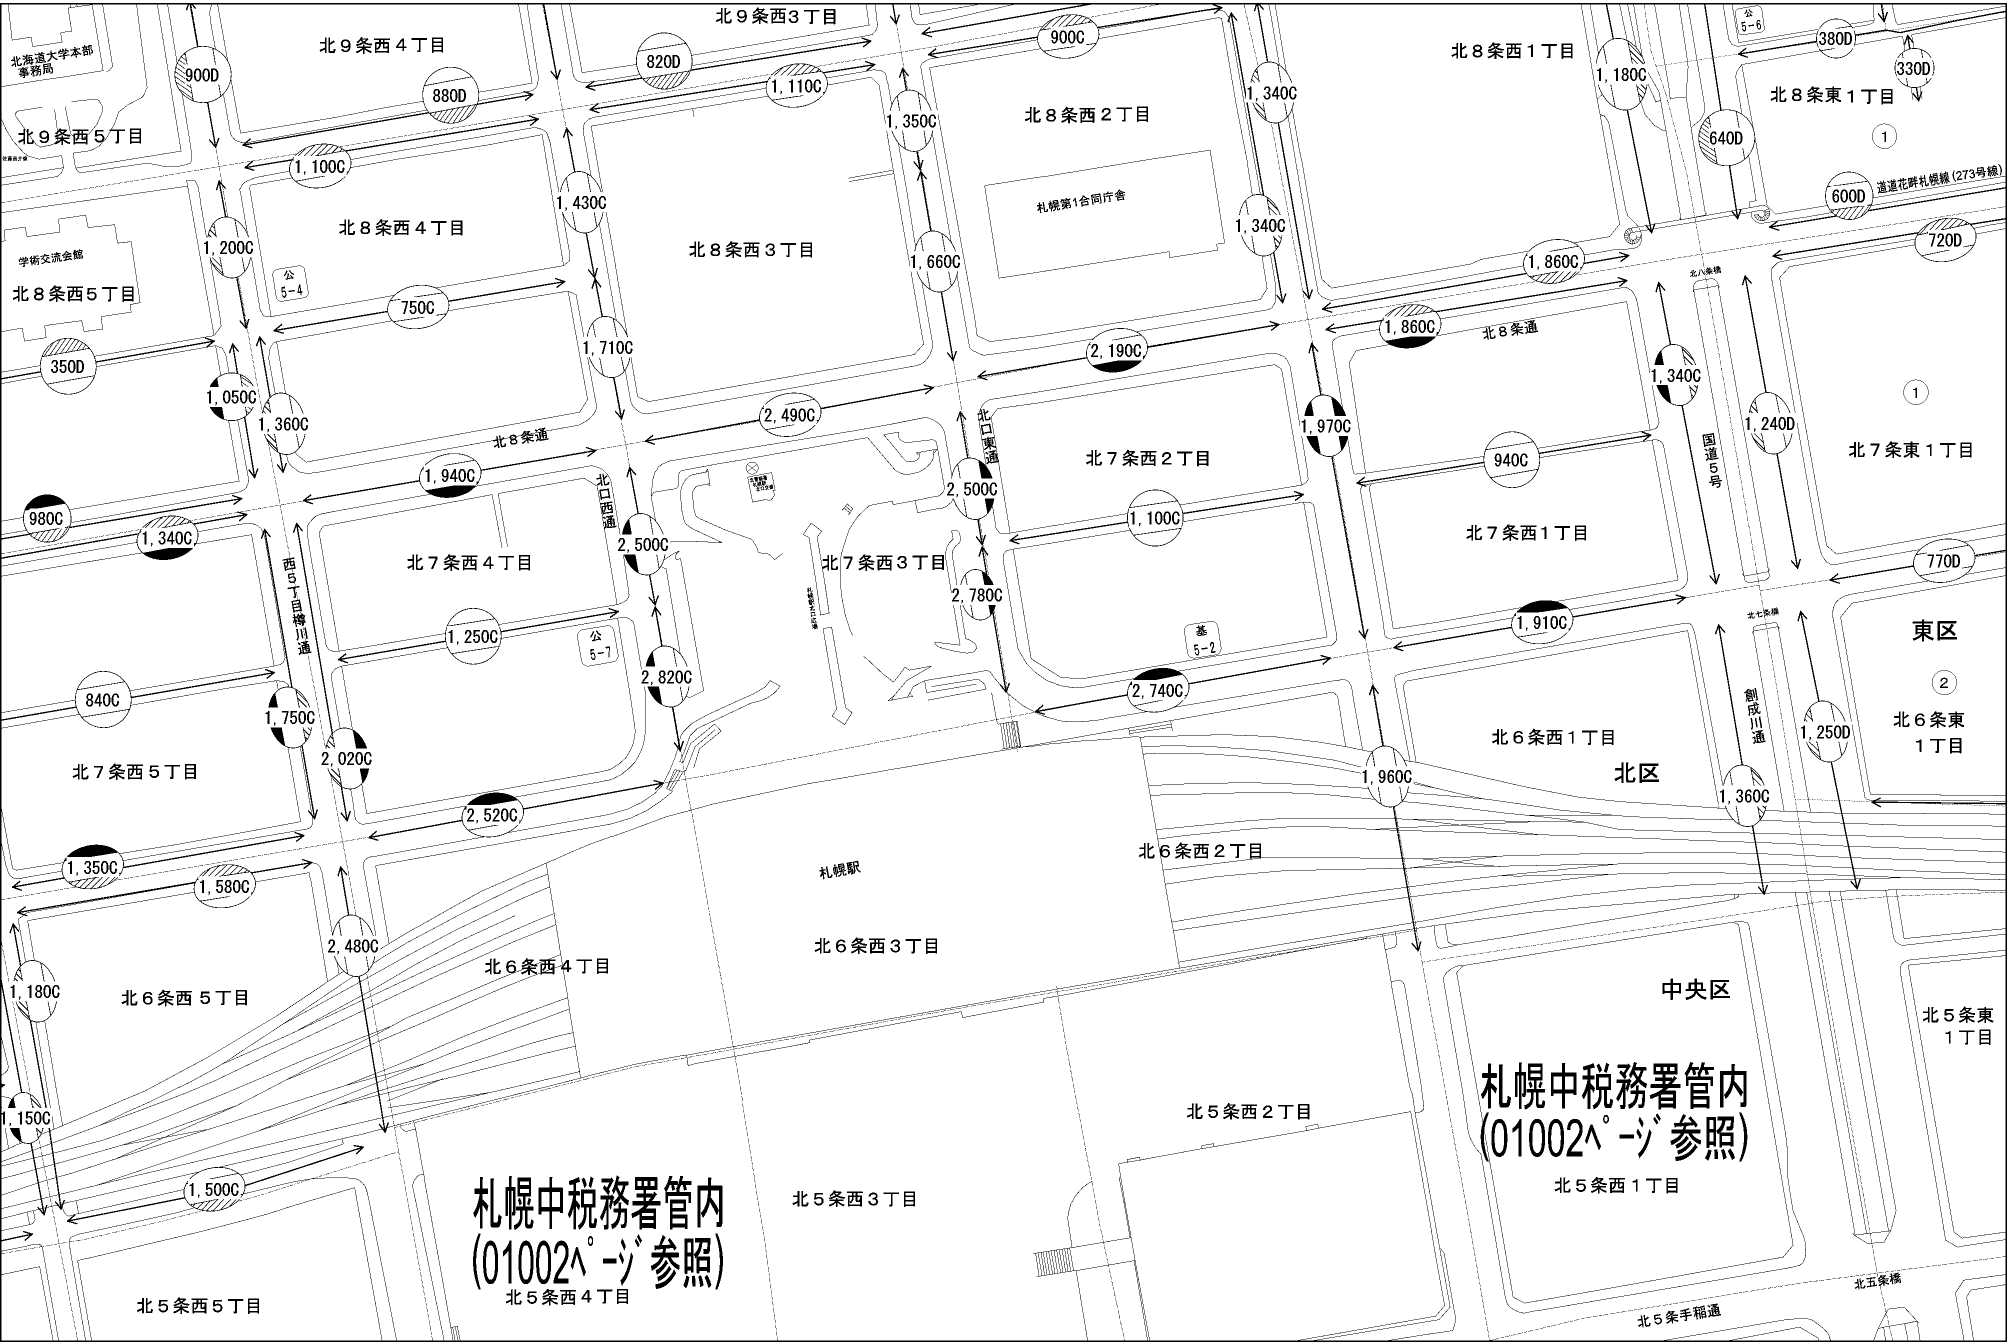 北９条西３丁目
公
5-6
北９条西４丁目
900C
380D
北８条西１丁目
北海道大学本部
事務局
900D
820D
1,180C
330D
880D
1,110C
1,340C
北８条東１丁目
北８条西２丁目
1,350C
北９条西５丁目
640D
1
1,100C
道道花畔札幌線(273号線)
600D
札幌第1合同庁舎
1,430C
北８条西４丁目
1,340C
720D
1,200C
北８条西３丁目
学術交流会館
1,660C
1,860C
北八条橋
公
5-4
北８条西５丁目
750C
1,860C
北８条通
1,710C
2,190C
350D
1,340C
1,050C
1
2,490C
1,360C
1,970C
1,240D
北口東通
北８条通
国道５号
北７条西２丁目
940C
北７条東１丁目
1,940C
北口西通
2,500C
980C
1,100C
1,340C
北７条西１丁目
2,500C
北７条西４丁目
北７条西３丁目
770D
西５丁目樽川通
2,780C
札幌駅北口広場
北七条橋
1,910C
東区
1,250C
公
5-7
基
5-2
2,820C
2,740C
2
840C
1,750C
創成川通
北６条東
１丁目
1,250D
北６条西１丁目
2,020C
北７条西５丁目
北区
1,960C
1,360C
2,520C
北６条西２丁目
1,350C
札幌駅
1,580C
2,480C
北６条西３丁目
北６条西４丁目
1,180C
北６条西５丁目
中央区
北５条東
１丁目
札幌中税務署管内
(01002ﾍﾟｰｼﾞ参照)
1,150C
北５条西２丁目
1,500C
北５条西１丁目
札幌中税務署管内
(01002ﾍﾟｰｼﾞ参照)
北５条西３丁目
北５条西４丁目
北５条西５丁目
北五条橋
北５条手稲通